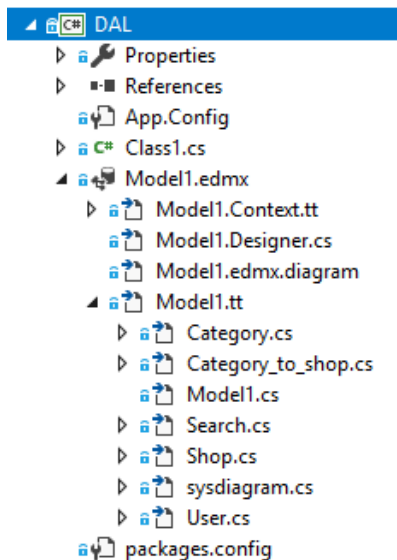 C# DAL
Properties
References
App.Config
C# Class1.cs
Model1.edmx
Model1.Context.tt
Model1.Designer.cs
Model1.edmx.diagram
Model1.tt
Category.cs
Category_to_shop.cs
Model1.cs
Search.cs
Shop.cs
sysdiagram.cs
User.cs
packages.config